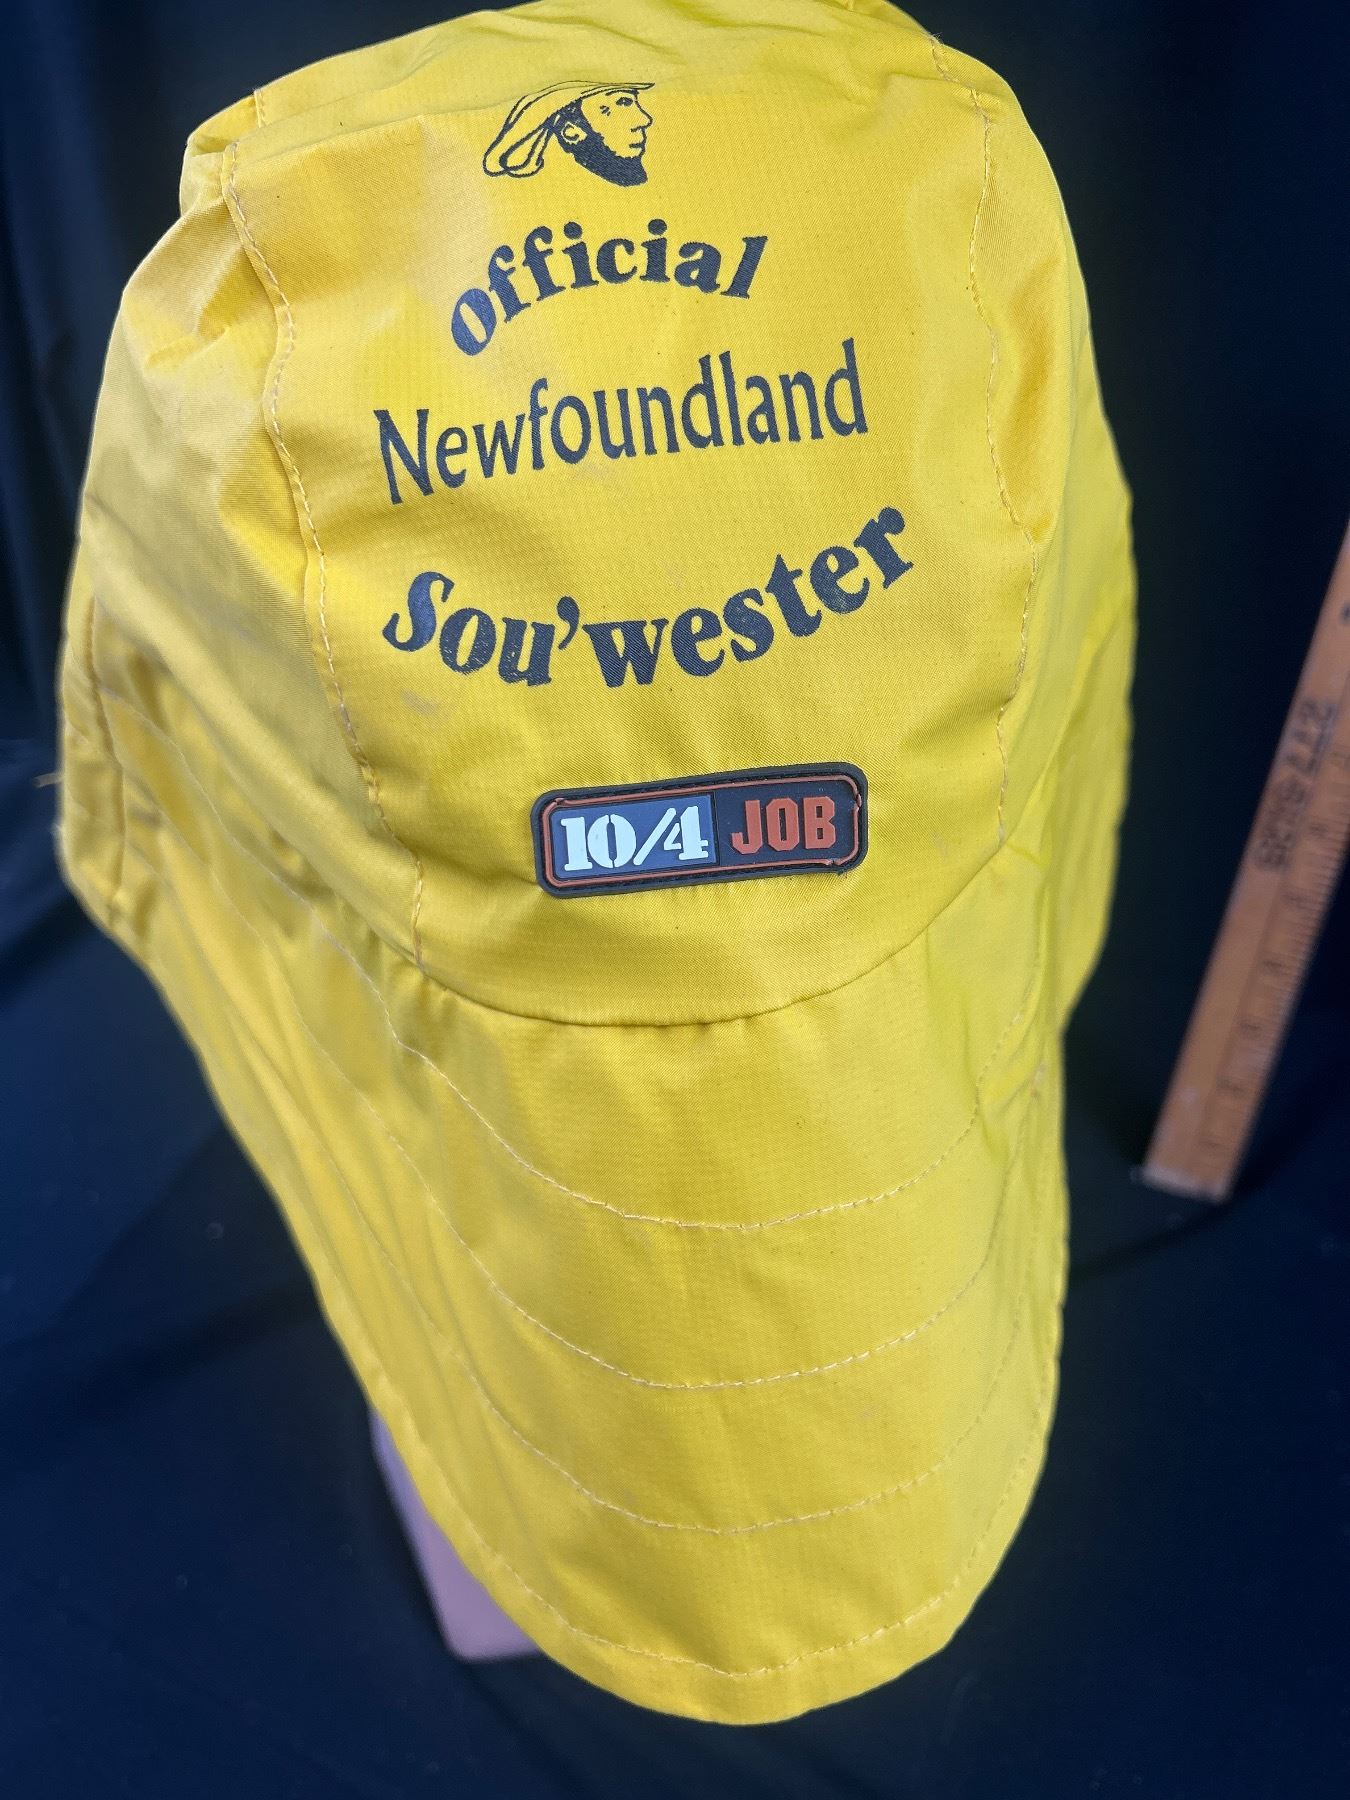 official
Newfoundland
Sou'wester
10/4 JOB